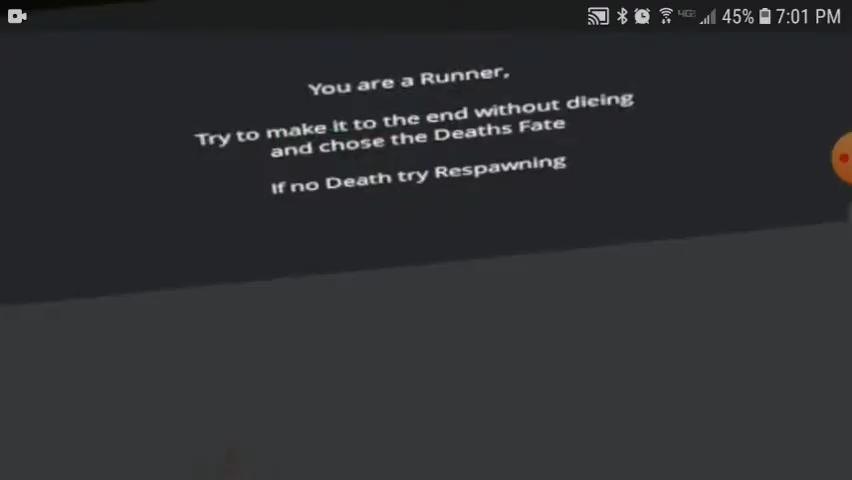 4G
45% 7:01 PM
You are a Runner,
Try to make it to the end without dieing
and chose the Deaths Fate
If no Death try Respawning